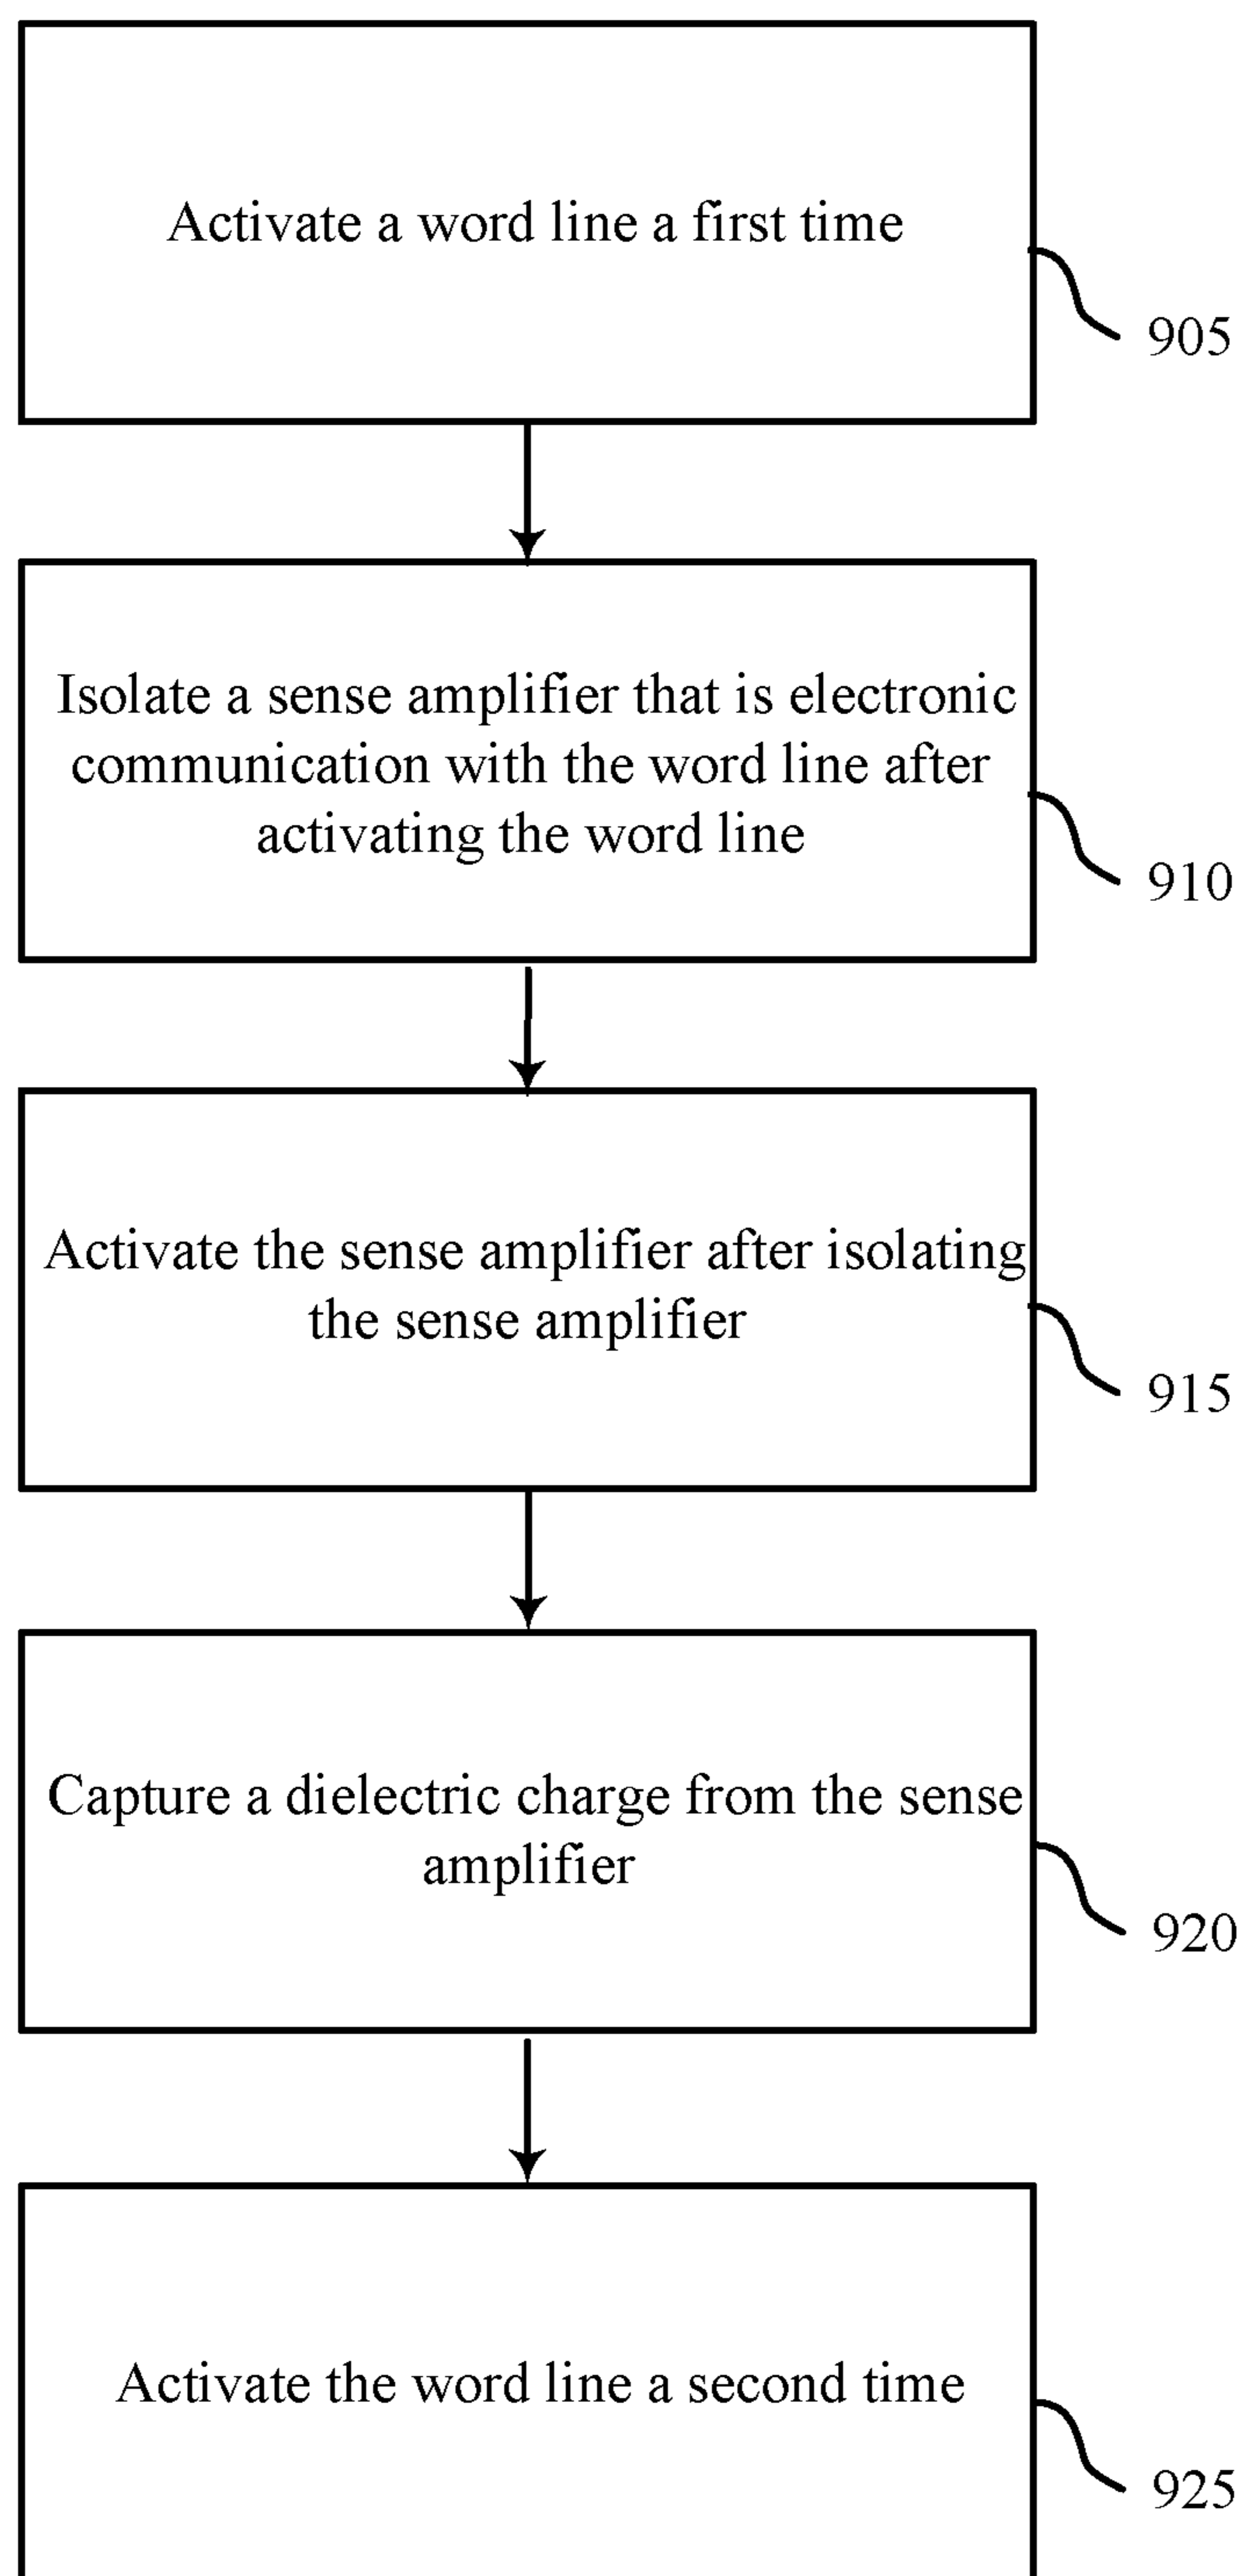 Activate a word line a first time
905
Isolate a sense amplifier that is electronic
communication with the word line after
activating the word line
910
Activate the sense amplifier after isolating
the sense amplifier
915
Capture a dielectric charge from the sense
amplifier
920
Activate the word line a second time
925